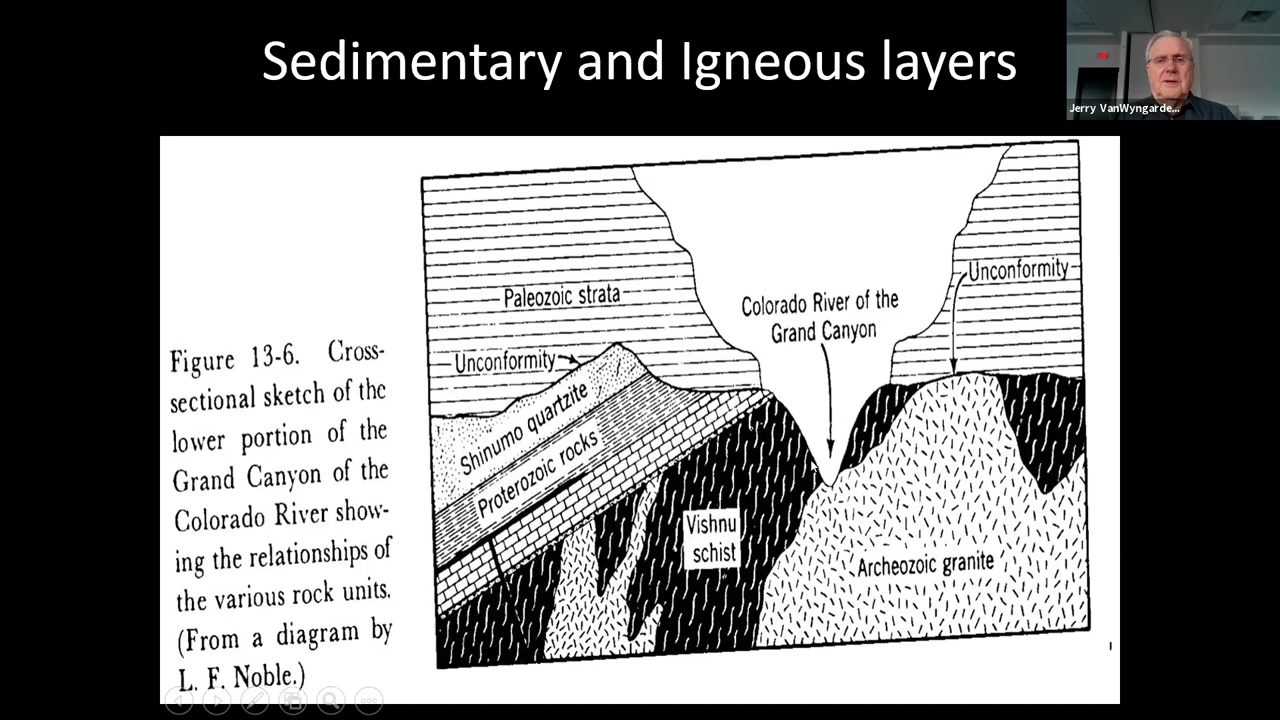 Sedimentary and Igneous layers
Jerry VanWyngarde...
Paleozoic strata
Unconformity
Colorado River of the
Grand Canyon
Unconformity
Shinumo quartzite
Proterozoic rocks
Vishnu
schist
Archeozoic granite
Figure 13-6. Cross-
sectional sketch of the
lower portion of the
Grand Canyon of the
Colorado River show-
ing the relationships of
the various rock units.
(From a diagram by
L. F. Noble.)